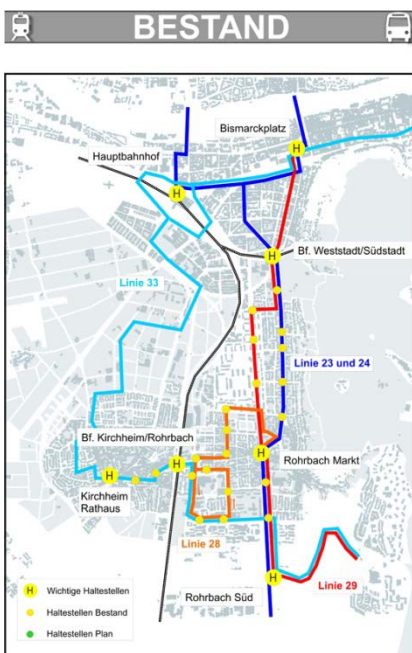 BESTAND
Bismarckplatz
Hauptbahnhof
H
H
Bf. Weststadt/Südstadt
H
Linie 33
Linie 23 und 24
Bf. Kirchheim/Rohrbach
H
Rohrbach Markt
H
H
Kirchheim
Rathaus
Linie 28
H
Linie 29
Rohrbach Süd
H Wichtige Haltestellen
Haltestellen Bestand
Haltestellen Plan